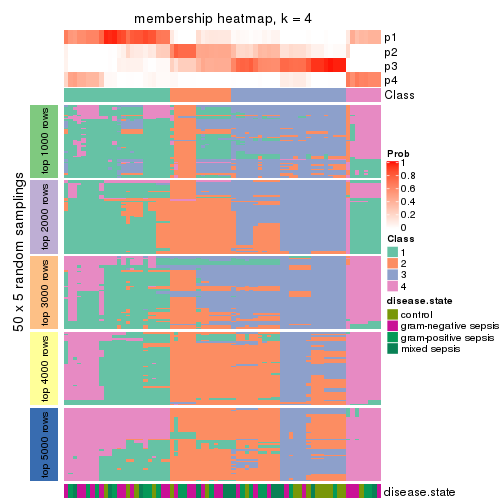 membership heatmap, k = 4
p1
p2
p3
p4
Class
50 x 5 random samplings
top 1000 rows
top 2000 rows
top 3000 rows
top 4000 rows
top 5000 rows
disease.state
Prob
1
0.8
0.6
0.4
0.2
0
Class
1
2
3
4
disease.state
control
gram-negative sepsis
gram-positive sepsis
mixed sepsis